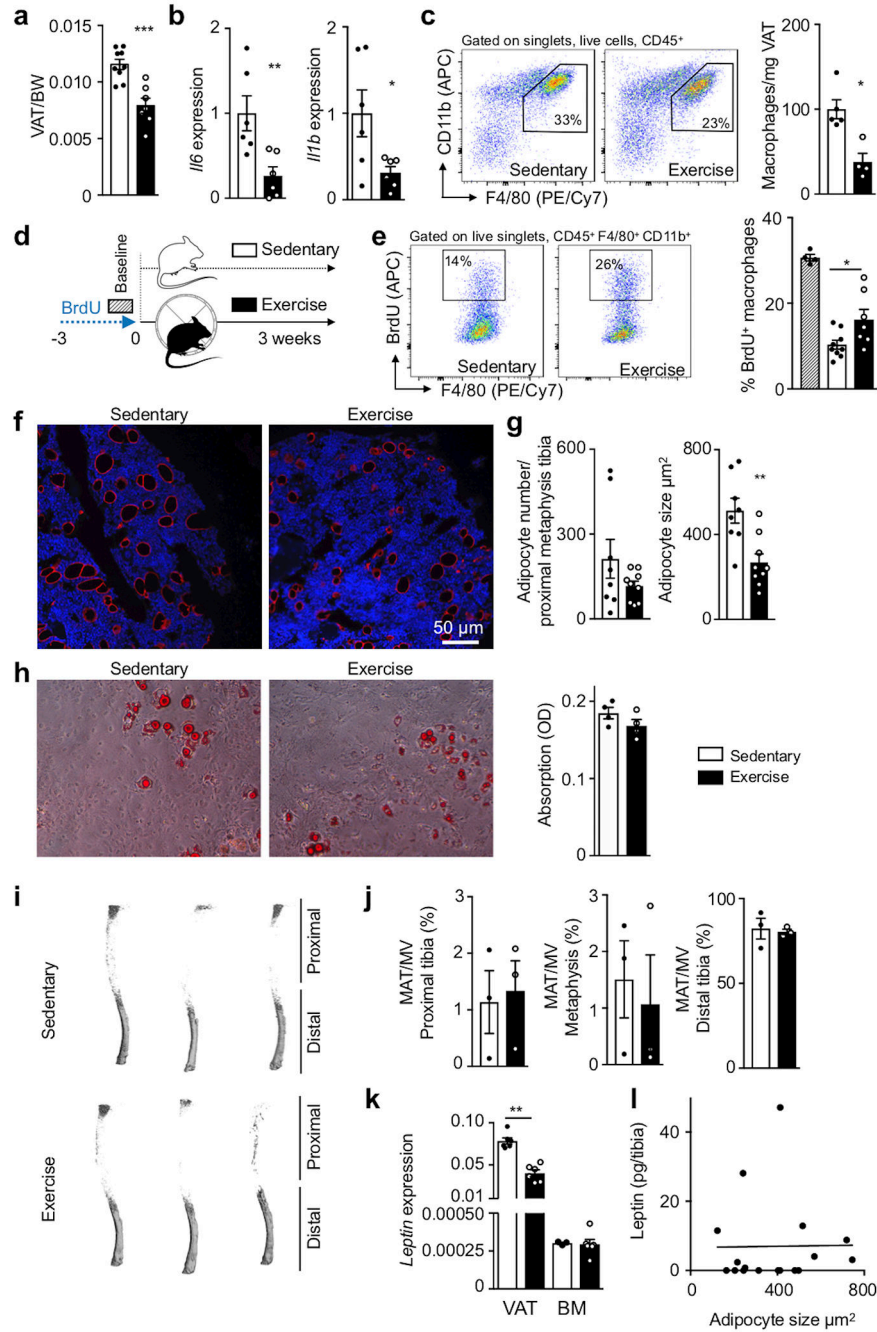 a
VAT/BW
0.015
0.010
0.005
0
***
b
Il6 expression
2
1
0
**
Il1b expression
2
1
0
*
c
Gated on singlets, live cells, CD45⁺
CD11b (APC)
33%
Sedentary
23%
Exercise
F4/80 (PE/Cy7)
Macrophages/mg VAT
200
100
0
*
d
Baseline
BrdU
-3
0
3 weeks
Sedentary
Exercise
e
Gated on live singlets, CD45⁺ F4/80⁺ CD11b⁺
BrdU (APC)
14%
Sedentary
26%
Exercise
F4/80 (PE/Cy7)
% BrdU⁺ macrophages
40
20
0
*
f
Sedentary
Exercise
50 µm
g
Adipocyte number/
proximal metaphysis tibia
600
300
0
Adipocyte size µm²
800
400
0
**
h
Sedentary
Exercise
Absorption (OD)
0.2
0.1
0
Sedentary
Exercise
i
Sedentary
Proximal
Distal
Exercise
Proximal
Distal
j
MAT/MV
Proximal tibia (%)
3
2
1
0
MAT/MV
Metaphysis (%)
3
2
1
0
MAT/MV
Distal tibia (%)
100
50
0
k
Leptin expression
0.10
0.05
0.01
0.00050
0.00025
0
**
VAT
BM
l
Leptin (pg/tibia)
40
20
0
0
400
800
Adipocyte size µm²